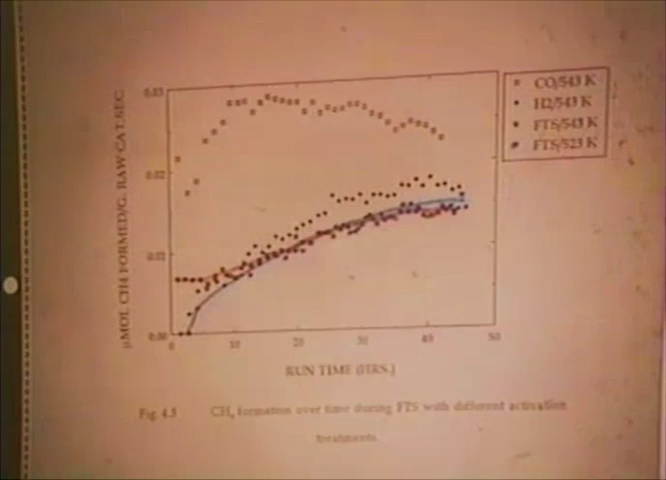 0.03
CO/543 K
H2/543 K
FTS/543 K
FTS/523 K
0.02
0.01
0.00
µMOL CH4 FORMED/G. RAW CAT.SEC
0 10 20 30 40 50
RUN TIME (HRS.)
Fig. 4.3 CH4 formation over time during FTS with different activation
treatments.